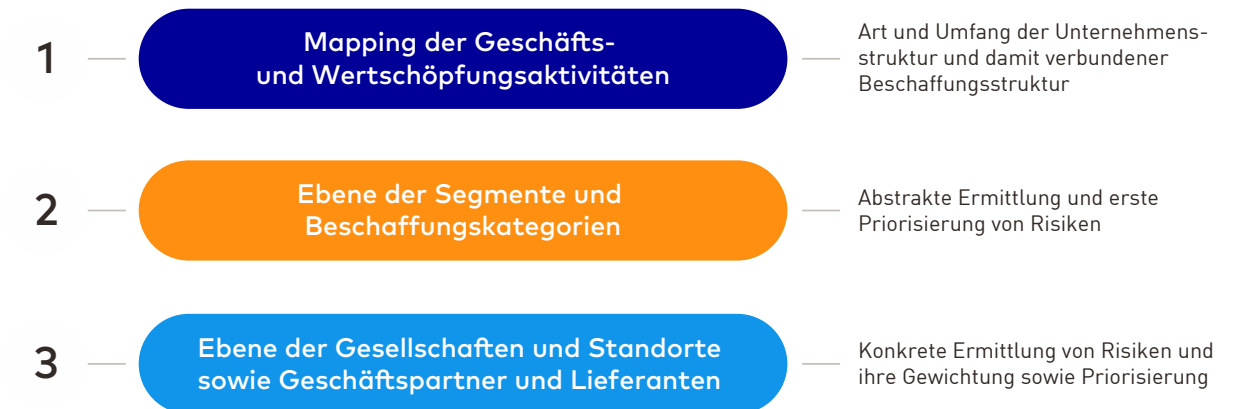 1
Mapping der Geschäfts-
und Wertschöpfungsaktivitäten
Art und Umfang der Unternehmens-
struktur und damit verbundener
Beschaffungsstruktur
2
Ebene der Segmente und
Beschaffungskategorien
Abstrakte Ermittlung und erste
Priorisierung von Risiken
3
Ebene der Gesellschaften und Standorte
sowie Geschäftspartner und Lieferanten
Konkrete Ermittlung von Risiken und
ihre Gewichtung sowie Priorisierung